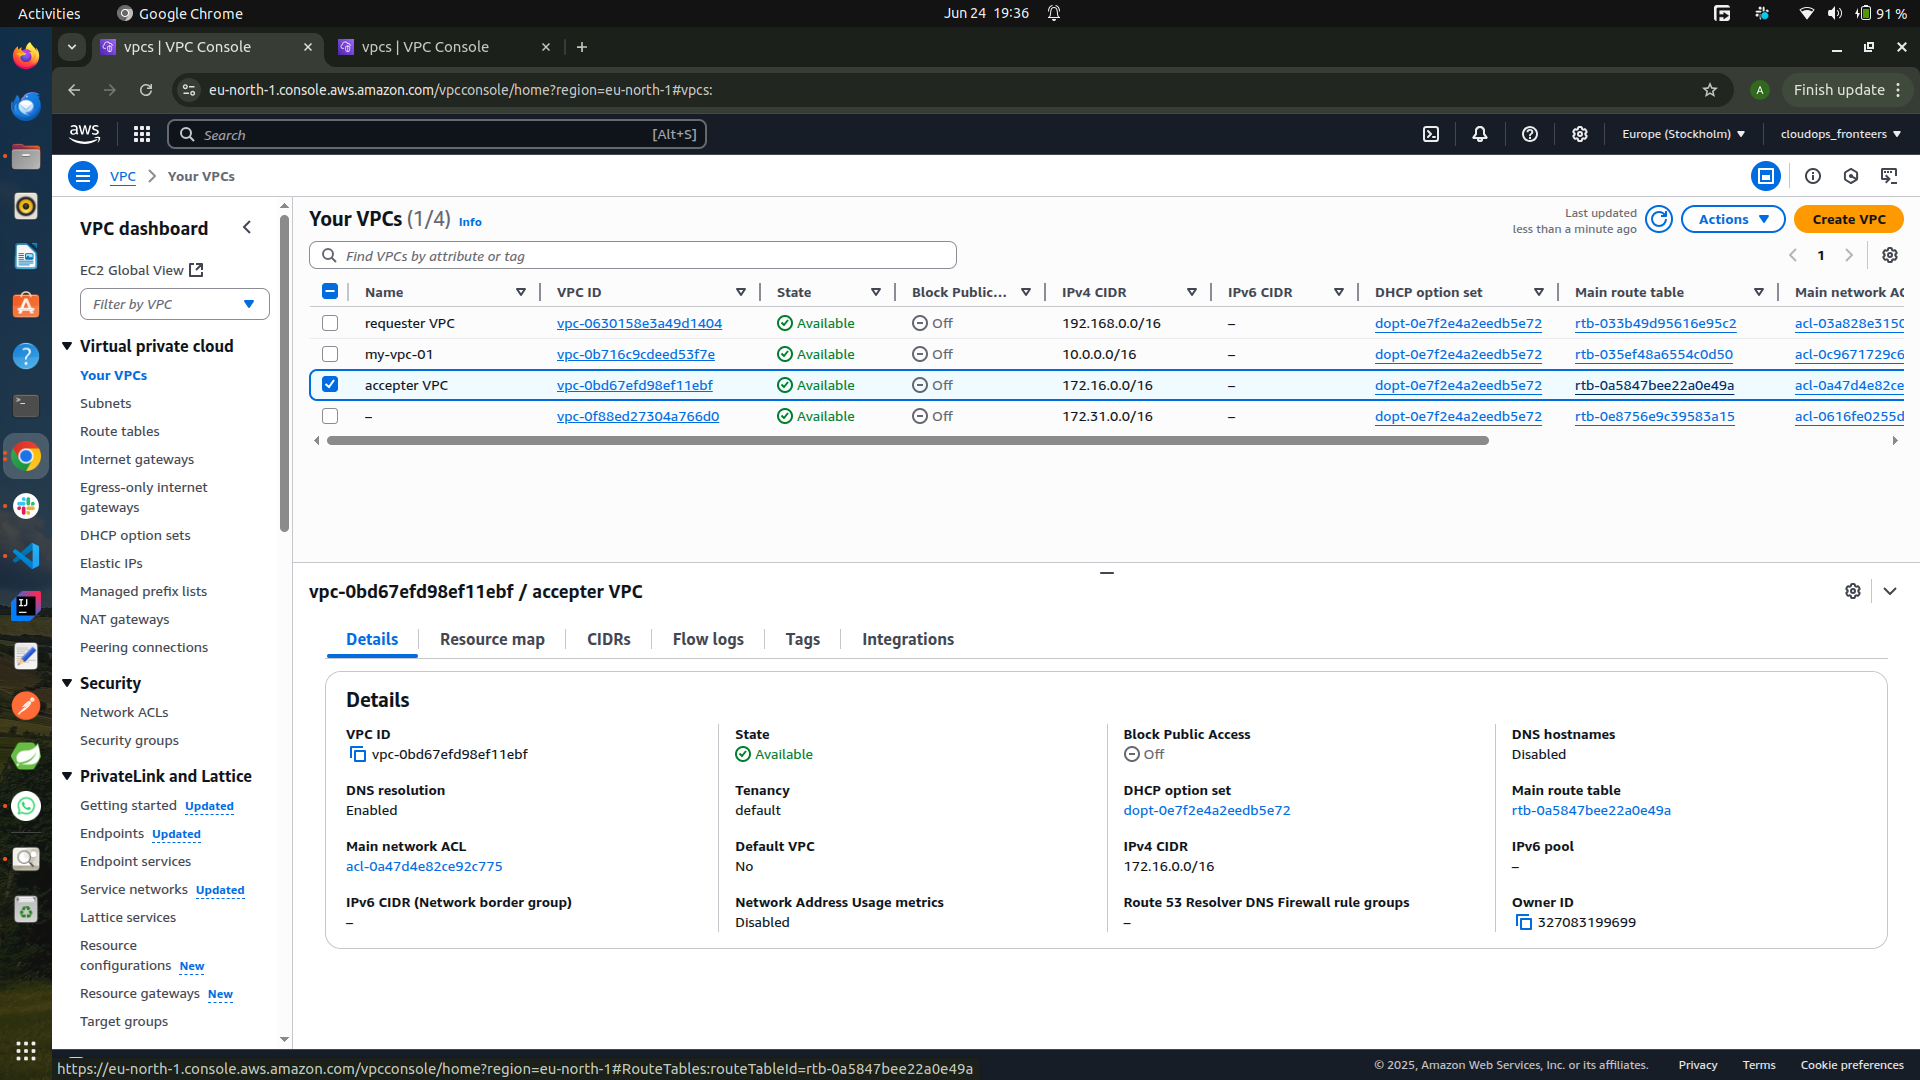 Activities
Google Chrome
Jun 24 19:36
91 %
vpcs | VPC Console
vpcs | VPC Console
eu-north-1.console.aws.amazon.com/vpcconsole/home?region=eu-north-1#vpcs:
A
Finish update
aws
Search
[Alt+S]
Europe (Stockholm)
cloudops_fronteers
VPC
Your VPCs
VPC dashboard
EC2 Global View
Filter by VPC
Virtual private cloud
Your VPCs
Subnets
Route tables
Internet gateways
Egress-only internet
gateways
DHCP option sets
Elastic IPs
Managed prefix lists
NAT gateways
Peering connections
Security
Network ACLs
Security groups
PrivateLink and Lattice
Getting started Updated
Endpoints Updated
Endpoint services
Service networks Updated
Lattice services
Resource
configurations New
Resource gateways New
Target groups
Your VPCs (1/4) Info
Last updated
less than a minute ago
Actions
Create VPC
Find VPCs by attribute or tag
1
Name VPC ID State Block Public... IPv4 CIDR IPv6 CIDR DHCP option set Main route table Main network AC
requester VPC vpc-0630158e3a49d1404 Available Off 192.168.0.0/16 – dopt-0e7f2e4a2eedb5e72 rtb-033b49d95616e95c2 acl-03a828e3150
my-vpc-01 vpc-0b716c9cdeed53f7e Available Off 10.0.0.0/16 – dopt-0e7f2e4a2eedb5e72 rtb-035ef48a6554c0d50 acl-0c9671729c6
accepter VPC vpc-0bd67efd98ef11ebf Available Off 172.16.0.0/16 – dopt-0e7f2e4a2eedb5e72 rtb-0a5847bee22a0e49a acl-0a47d4e82ce
– vpc-0f88ed27304a766d0 Available Off 172.31.0.0/16 – dopt-0e7f2e4a2eedb5e72 rtb-0e8756e9c39583a15 acl-0616fe0255d
vpc-0bd67efd98ef11ebf / accepter VPC
Details Resource map CIDRs Flow logs Tags Integrations
Details
VPC ID
vpc-0bd67efd98ef11ebf
State
Available
Block Public Access
Off
DNS hostnames
Disabled
DNS resolution
Enabled
Tenancy
default
DHCP option set
dopt-0e7f2e4a2eedb5e72
Main route table
rtb-0a5847bee22a0e49a
Main network ACL
acl-0a47d4e82ce92c775
Default VPC
No
IPv4 CIDR
172.16.0.0/16
IPv6 pool
–
IPv6 CIDR (Network border group)
–
Network Address Usage metrics
Disabled
Route 53 Resolver DNS Firewall rule groups
–
Owner ID
327083199699
https://eu-north-1.console.aws.amazon.com/vpcconsole/home?region=eu-north-1#RouteTables:routeTableId=rtb-0a5847bee22a0e49a
© 2025, Amazon Web Services, Inc. or its affiliates.
Privacy
Terms
Cookie preferences